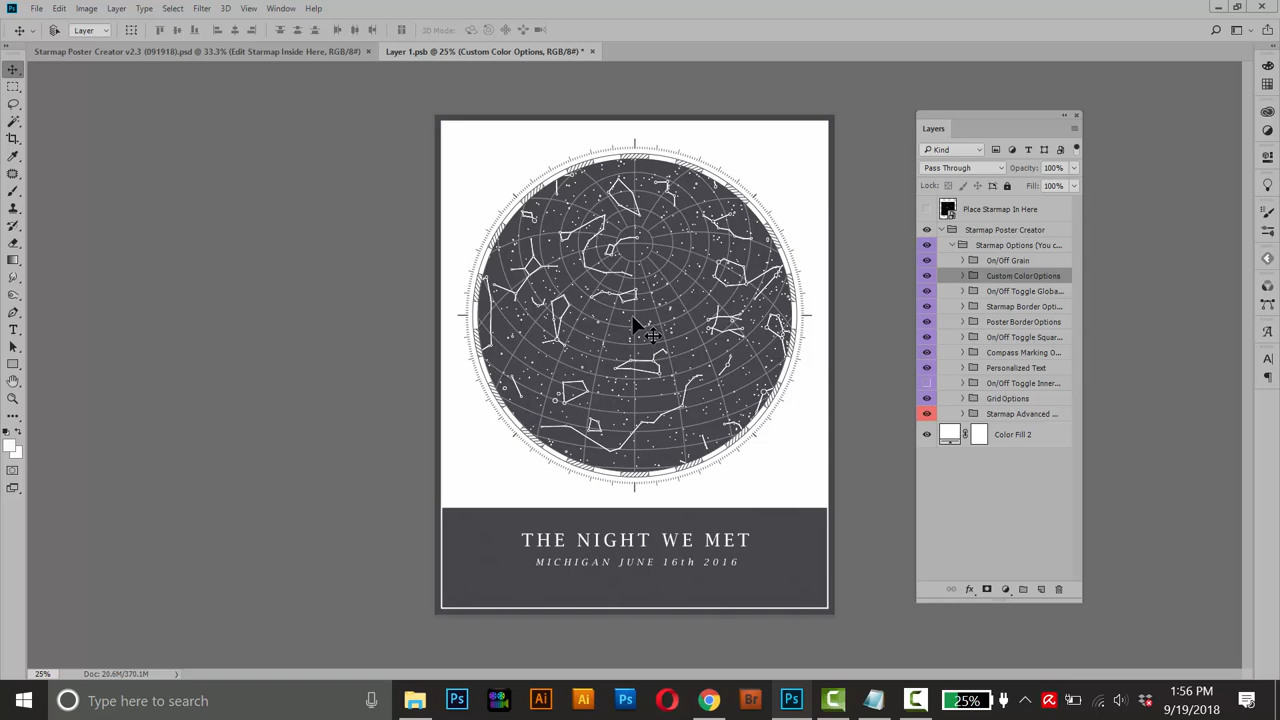 File Edit Image Layer Type Select Filter 3D View Window Help
Layer 3D Mode:
Starmap Poster Creator v2.3 (091918).psd @ 33.3% (Edit Starmap Inside Here, RGB/8#) × Layer 1.psb @ 25% (Custom Color Options, RGB/8#) * ×
Layers
Kind
Pass Through Opacity: 100%
Lock: Fill: 100%
Place Starmap In Here
Starmap Poster Creator
Starmap Options (You c...
On/Off Grain
Custom Color Options
On/Off Toggle Globa...
Starmap Border Opti...
Poster Border Options
On/Off Toggle Squar...
Compass Marking O...
Personalized Text
On/Off Toggle Inner...
Grid Options
Starmap Advanced ...
Color Fill 2
THE NIGHT WE MET
MICHIGAN JUNE 16th 2016
25% Doc: 20.6M/370.1M
Type here to search
25%
1:56 PM
9/19/2018